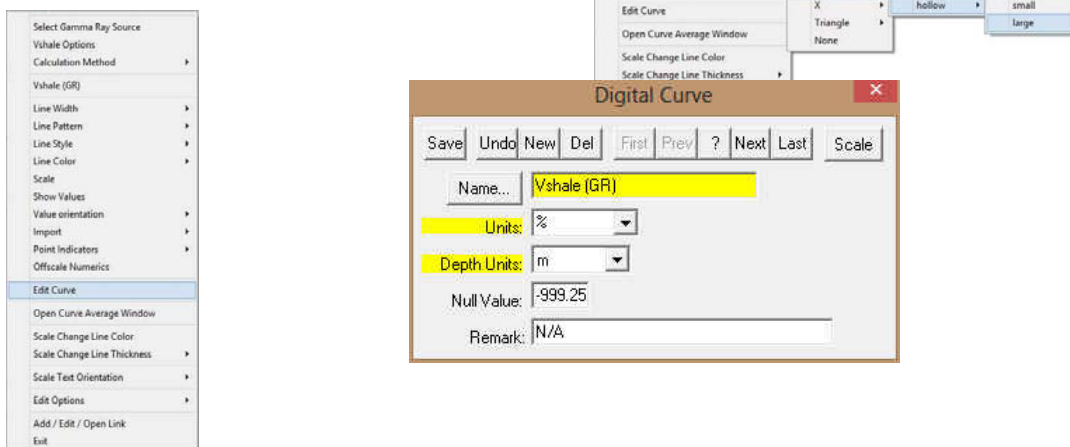 Select Gamma Ray Source
Vshale Options
Calculation Method
Vshale (GR)
Line Width
Line Pattern
Line Style
Line Color
Scale
Show Values
Value orientation
Import
Point Indicators
Offscale Numerics
Edit Curve
Open Curve Average Window
Scale Change Line Color
Scale Change Line Thickness
Scale Text Orientation
Edit Options
Add / Edit / Open Link
Exit
Edit Curve
Open Curve Average Window
Scale Change Line Color
Scale Change Line Thickness
X
Triangle
None
hollow
small
large
Digital Curve
Save Undo New Del First Prev ? Next Last Scale
Name... Vshale (GR)
Units: %
Depth Units: m
Null Value: -999.25
Remark: N/A